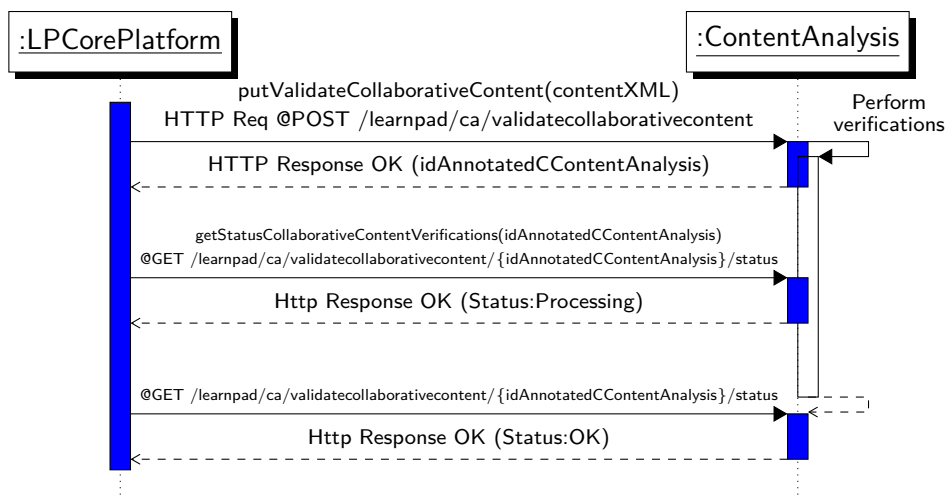 :LPCorePlatform
:ContentAnalysis
putValidateCollaborativeContent(contentXML)
HTTP Req @POST /learnpad/ca/validatecollaborativecontent
Perform
verifications
HTTP Response OK (idAnnotatedCContentAnalysis)
getStatusCollaborativeContentVerifications(idAnnotatedCContentAnalysis)
@GET /learnpad/ca/validatecollaborativecontent/{idAnnotatedCContentAnalysis}/status
Http Response OK (Status:Processing)
@GET /learnpad/ca/validatecollaborativecontent/{idAnnotatedCContentAnalysis}/status
Http Response OK (Status:OK)